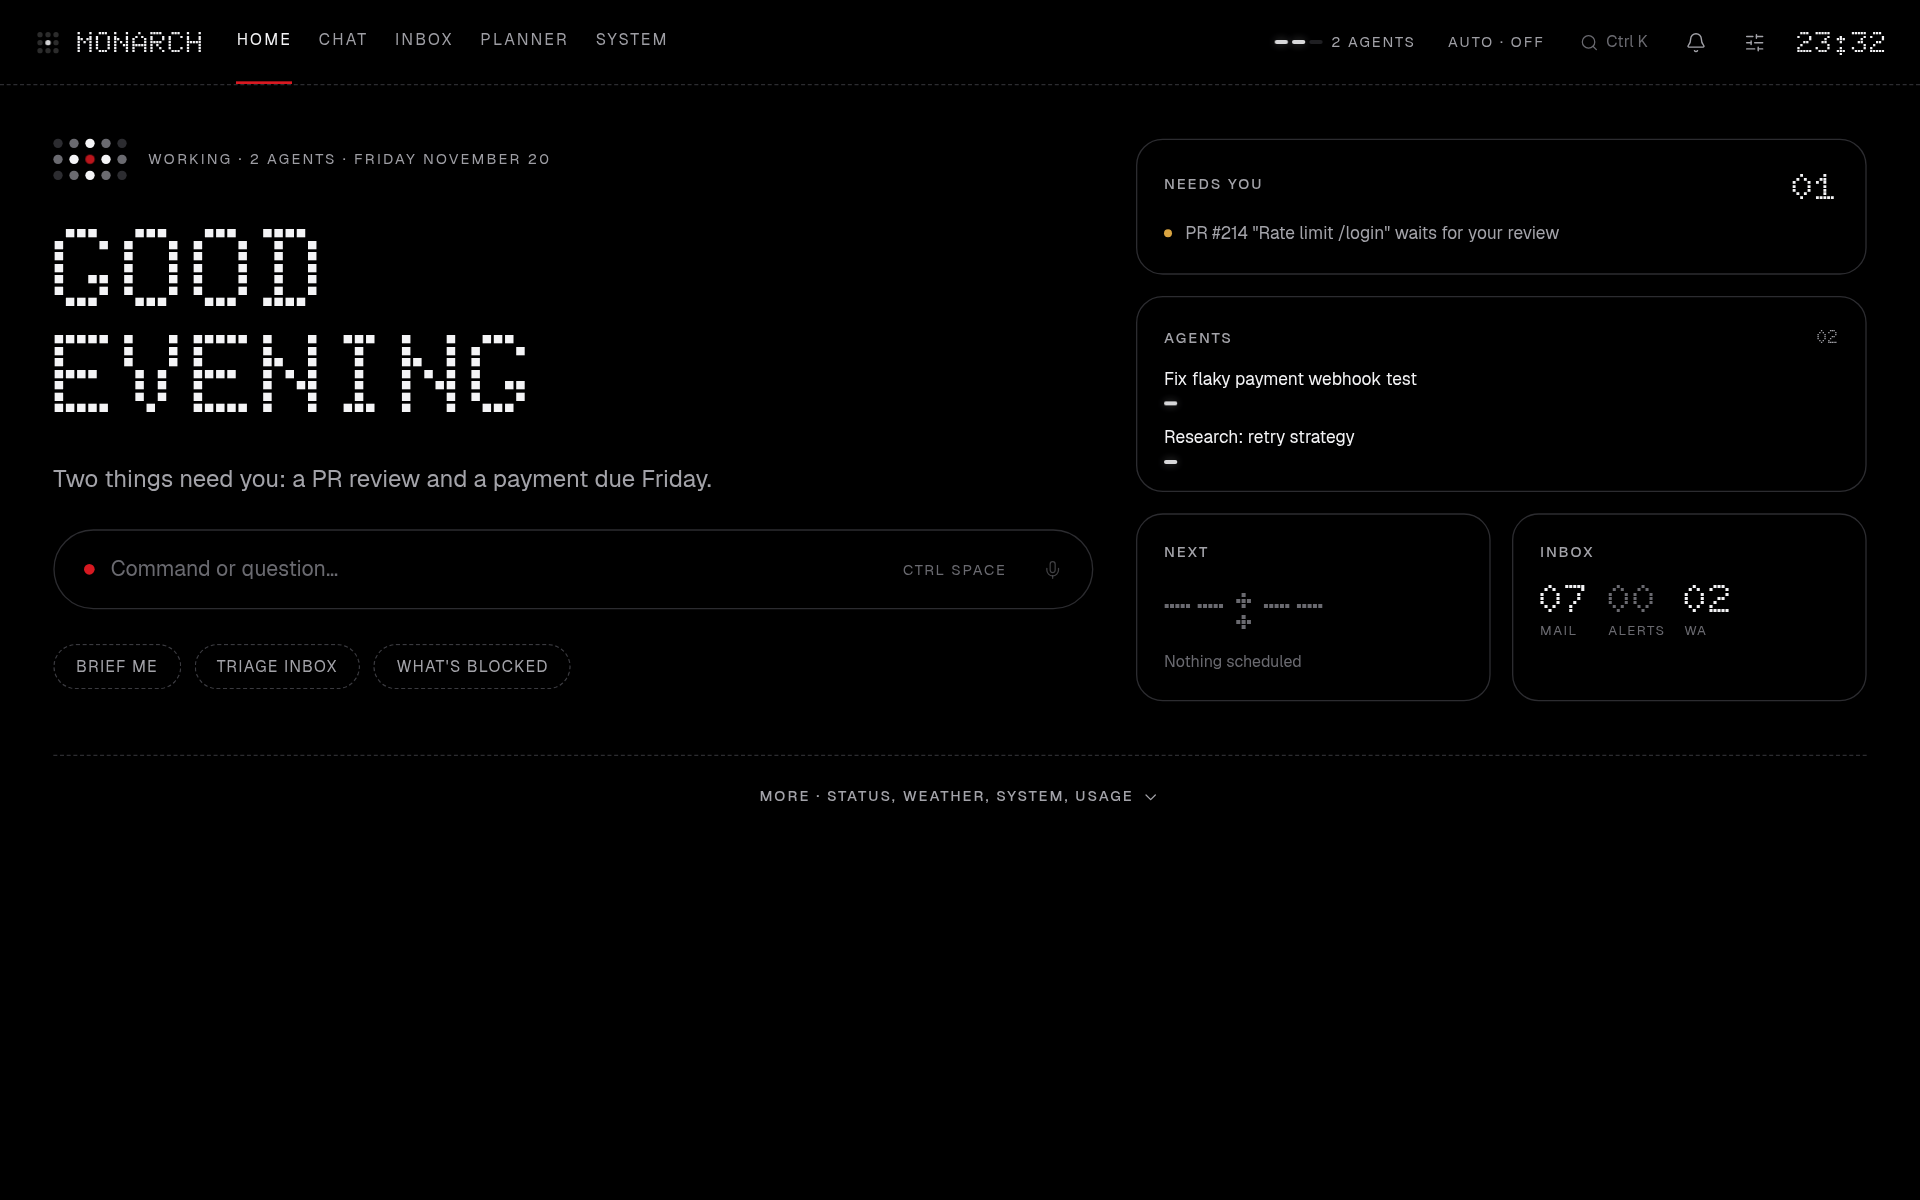 MONARCH HOME CHAT INBOX PLANNER SYSTEM 2 AGENTS AUTO · OFF Ctrl K 23:32
WORKING · 2 AGENTS · FRIDAY NOVEMBER 20
GOOD
EVENING
Two things need you: a PR review and a payment due Friday.
Command or question... CTRL SPACE
BRIEF ME TRIAGE INBOX WHAT'S BLOCKED
NEEDS YOU 01
PR #214 "Rate limit /login" waits for your review
AGENTS 02
Fix flaky payment webhook test
Research: retry strategy
NEXT
-- -- : -- --
Nothing scheduled
INBOX
07 00 02
MAIL ALERTS WA
MORE · STATUS, WEATHER, SYSTEM, USAGE